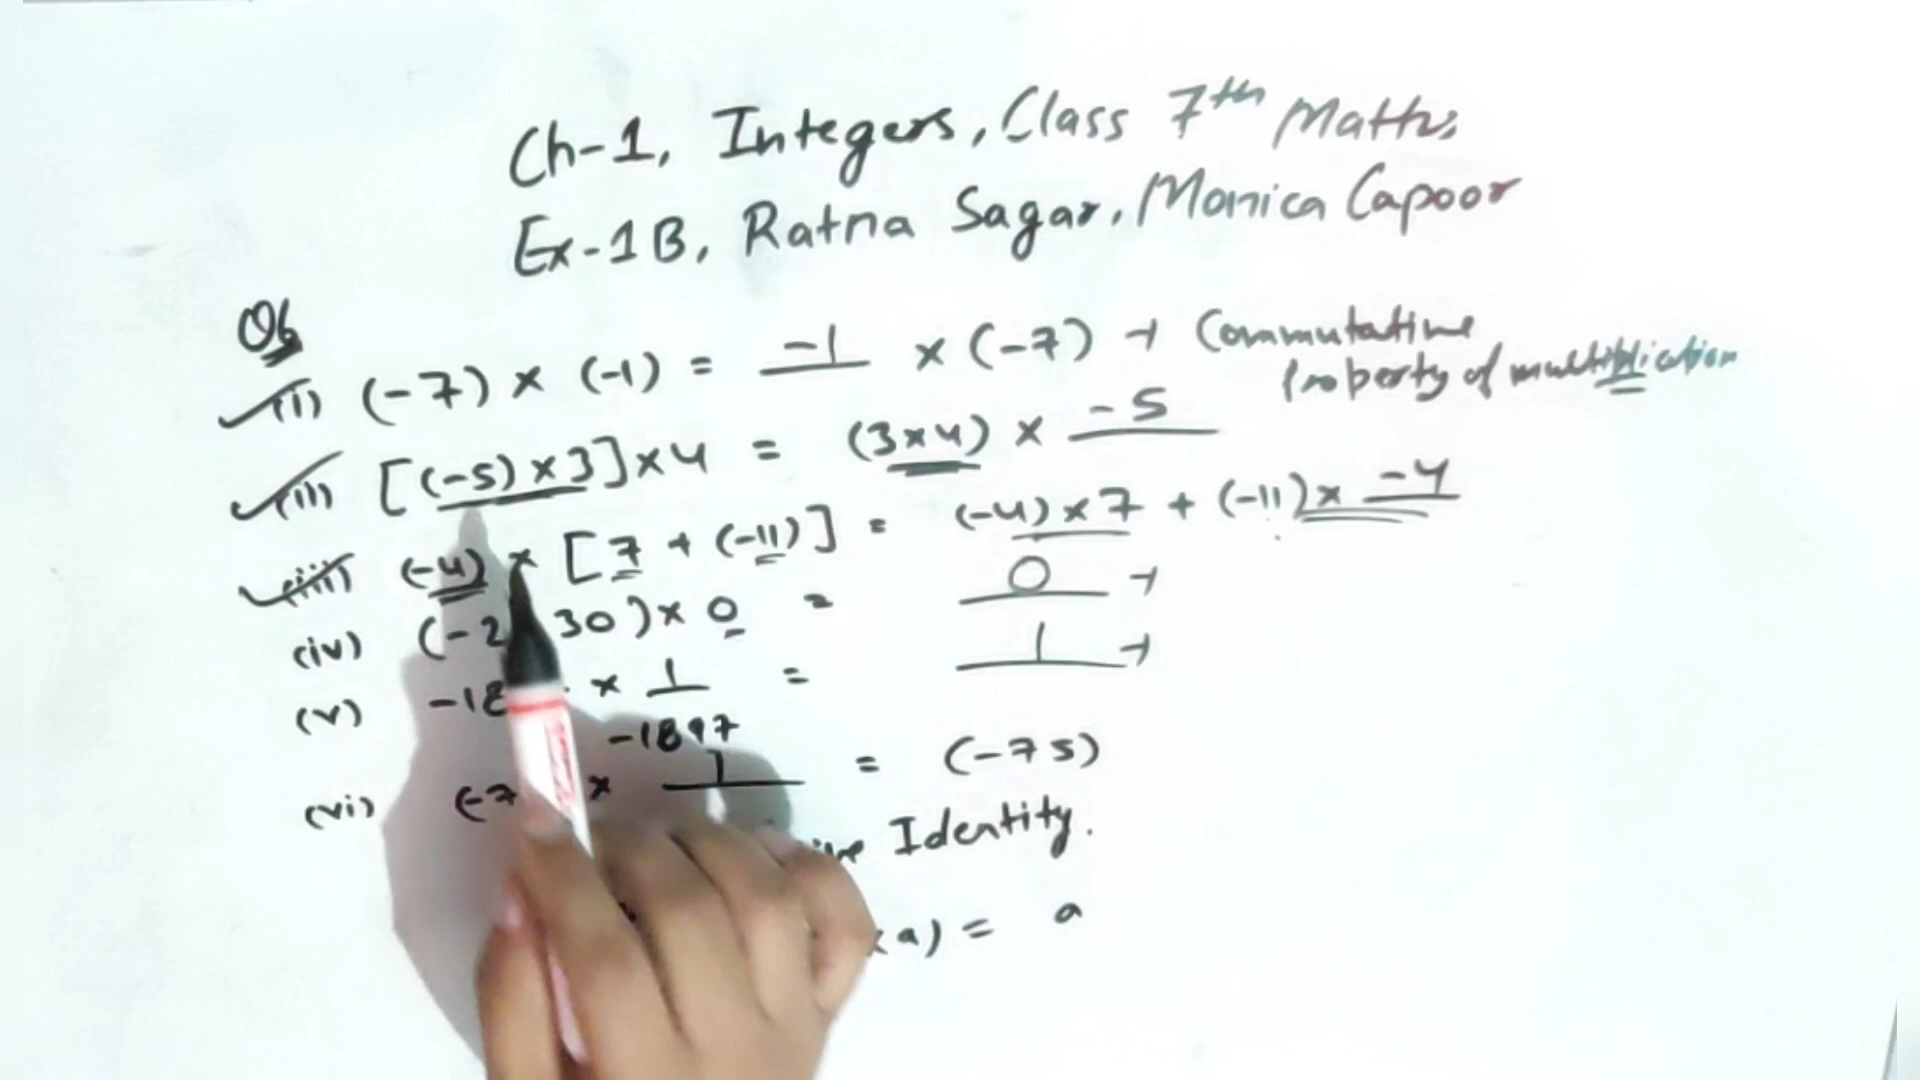 Ch-1, Integers, Class 7th Maths
Ex-1B, Ratna Sagar, Monica Capoor
Q6
(i) (-7) × (-1) = -1 × (-7) → Commutative
Property of multiplication
(ii) [(-5) × 3] × 4 = (3×4) × -5
(iii) (-4) × [7 + (-11)] = (-4) × 7 + (-11) × -4
(iv) (-2 30) × 0 = 0 →
(v) -18 × 1 = 1 →
-1897
(vi) (-7 × 1 = (-75)
Identity.
a) = a